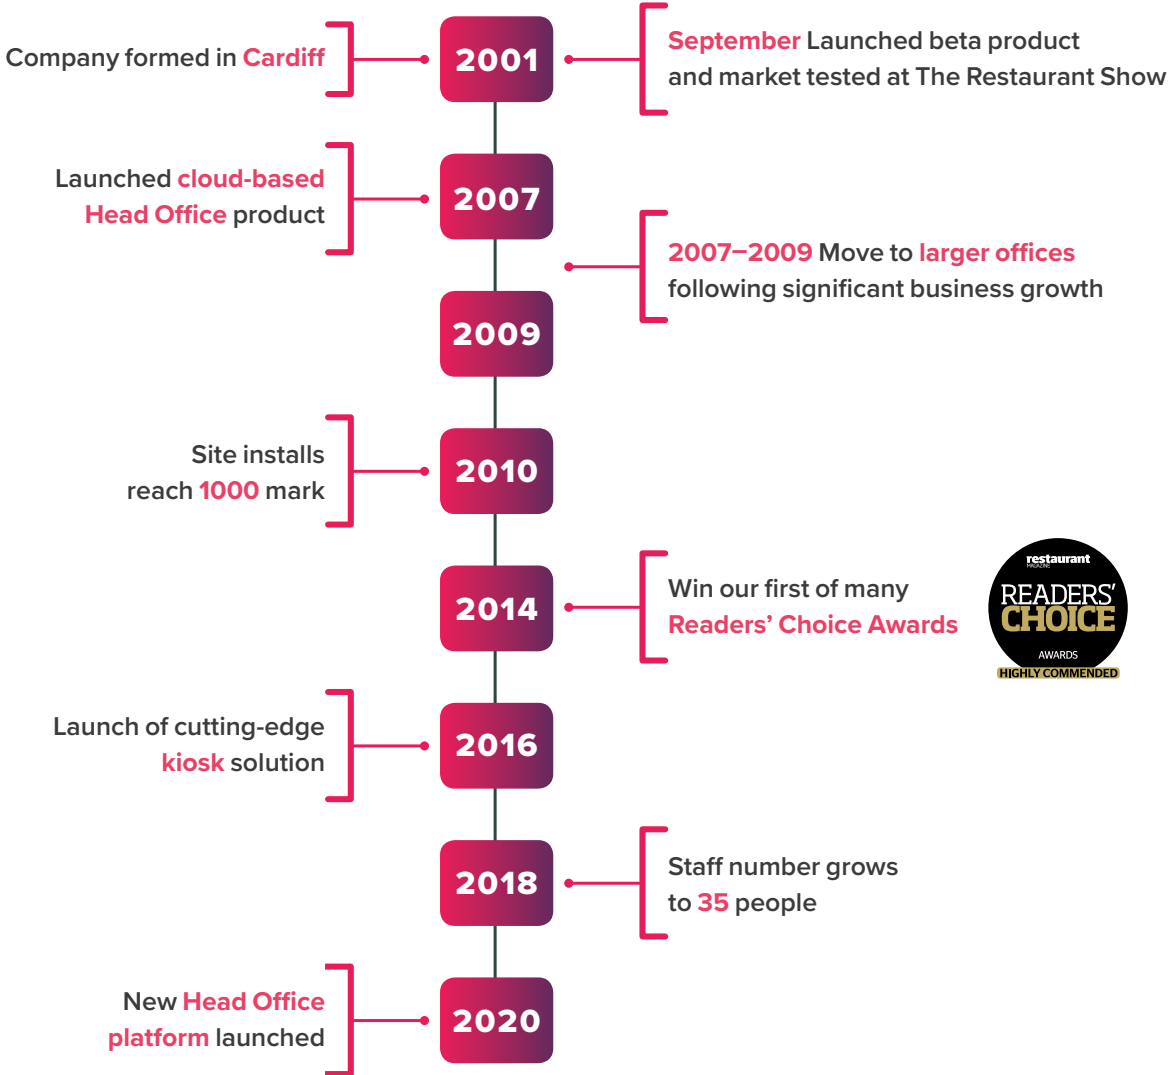 Company formed in Cardiff
2001
September Launched beta product
and market tested at The Restaurant Show
Launched cloud-based
Head Office product
2007
2007–2009 Move to larger offices
following significant business growth
2009
Site installs
reach 1000 mark
2010
2014
Win our first of many
Readers’ Choice Awards
restaurant
MAGAZINE
READERS’
CHOICE
AWARDS
HIGHLY COMMENDED
Launch of cutting-edge
kiosk solution
2016
2018
Staff number grows
to 35 people
New Head Office
platform launched
2020